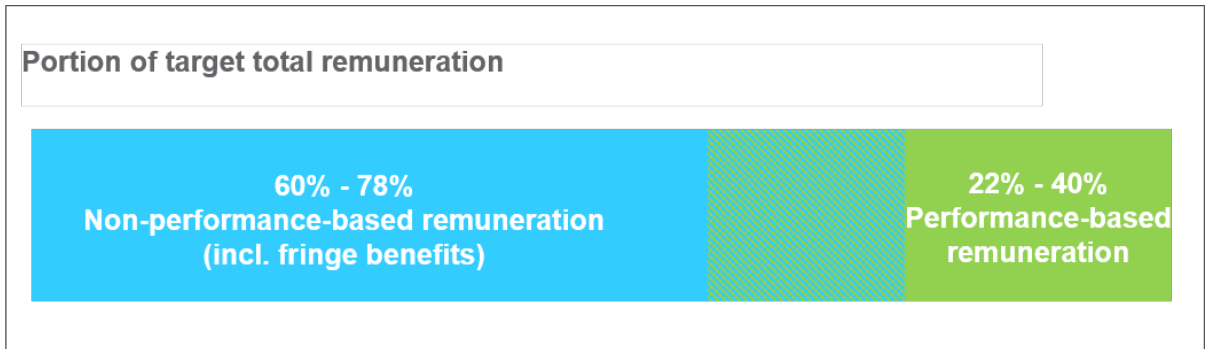 Portion of target total remuneration
60% - 78%
Non-performance-based remuneration
(incl. fringe benefits)
22% - 40%
Performance-based
remuneration